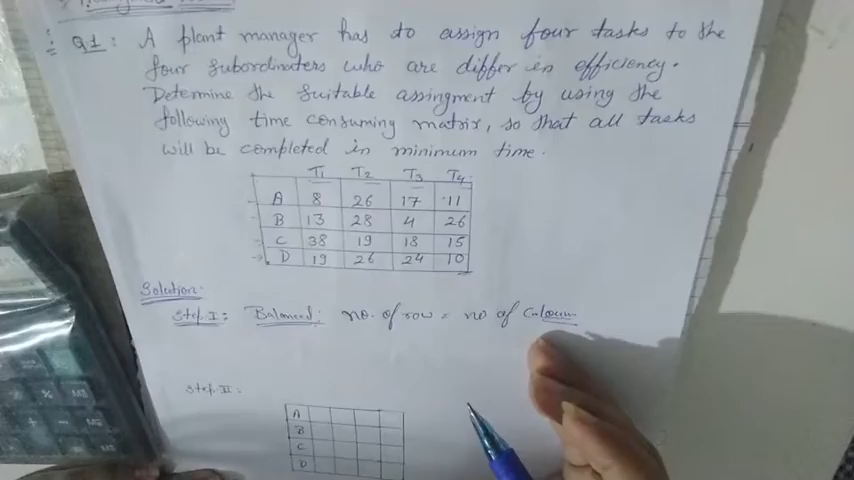 Q1: A plant manager has to assign four tasks to the
four subordinaters who are differ in efficiency.
Determine the suitable assingment by using the
following time consuming matrix, so that all tasks
will be completed in minimum time.
T1 T2 T3 T4
A 8 26 17 11
B 13 28 4 26
C 38 19 18 15
D 19 26 24 10
Solution:
Step I: Balanced: no. of row = no of
Step II:
A
B
C
D